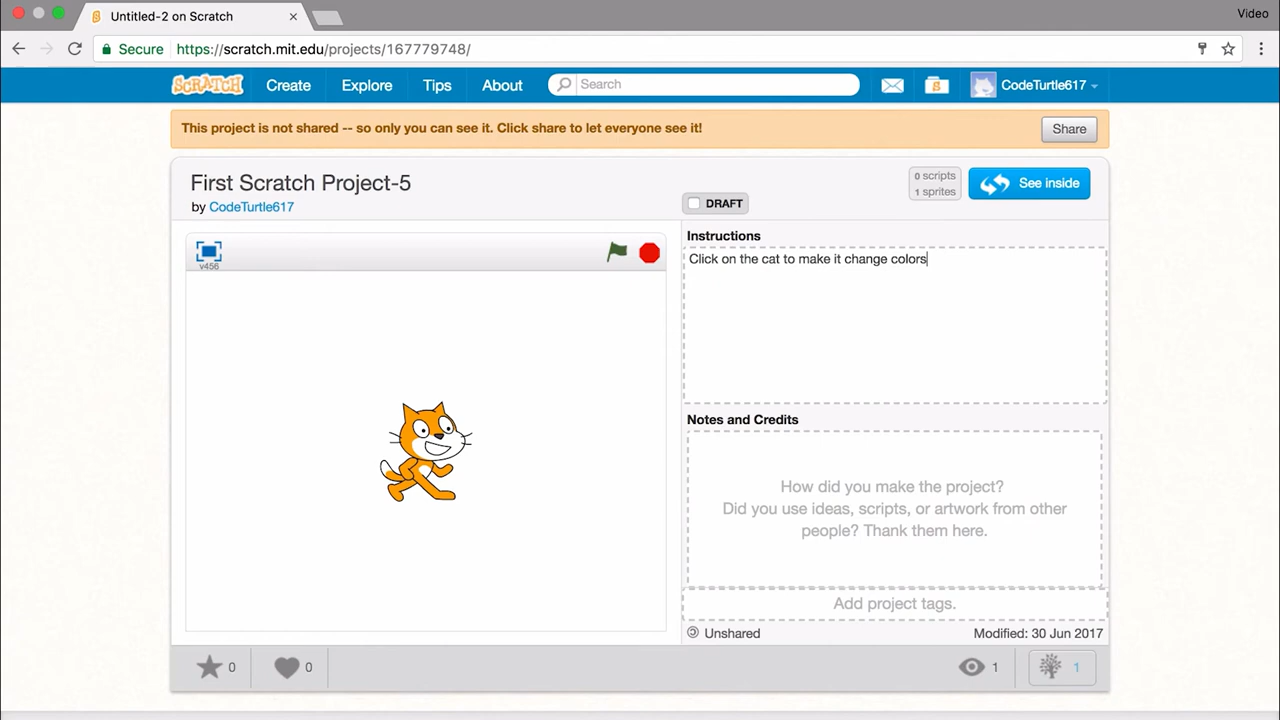 Untitled-2 on Scratch
Video
Secure https://scratch.mit.edu/projects/167779748/
SCRATCH Create Explore Tips About Search CodeTurtle617
This project is not shared -- so only you can see it. Click share to let everyone see it!
Share
First Scratch Project-5
by CodeTurtle617
0 scripts
1 sprites
See inside
DRAFT
v456
Instructions
Click on the cat to make it change colors
Notes and Credits
How did you make the project?
Did you use ideas, scripts, or artwork from other
people? Thank them here.
Add project tags.
Unshared
Modified: 30 Jun 2017
0
0
1
1